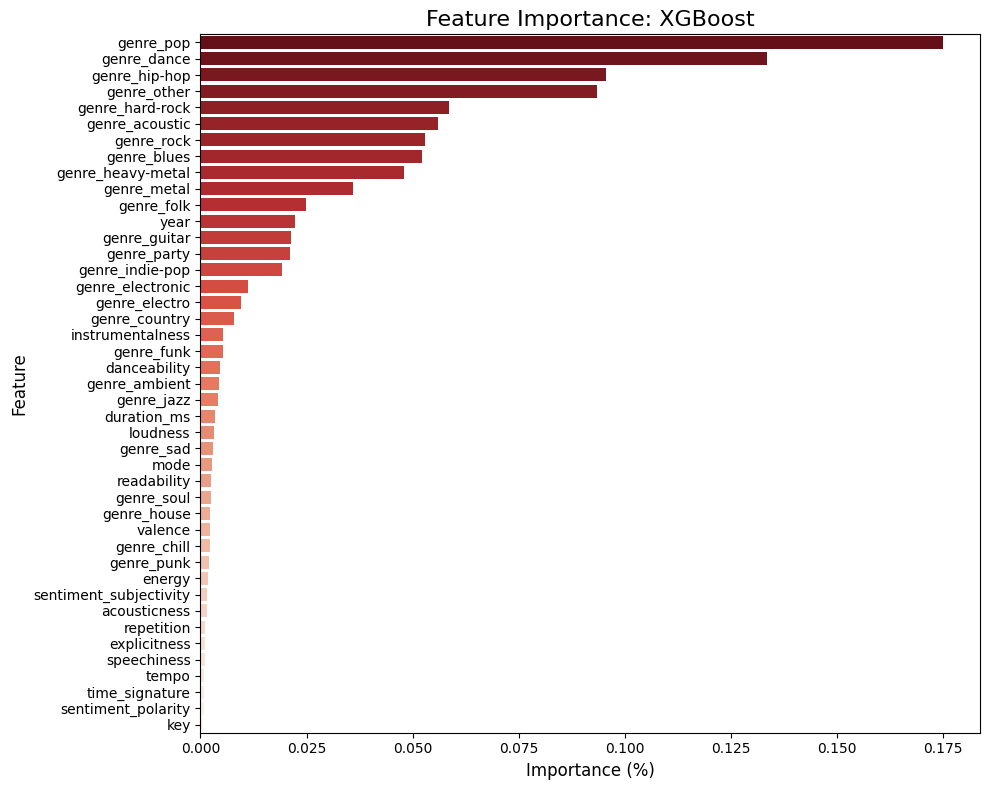 Feature Importance: XGBoost
genre_pop
genre_dance
genre_hip-hop
genre_other
genre_hard-rock
genre_acoustic
genre_rock
genre_blues
genre_heavy-metal
genre_metal
genre_folk
year
genre_guitar
genre_party
genre_indie-pop
genre_electronic
genre_electro
genre_country
instrumentalness
genre_funk
danceability
genre_ambient
genre_jazz
duration_ms
loudness
genre_sad
mode
readability
genre_soul
genre_house
valence
genre_chill
genre_punk
energy
sentiment_subjectivity
acousticness
repetition
explicitness
speechiness
tempo
time_signature
sentiment_polarity
key
Feature
0.000 0.025 0.050 0.075 0.100 0.125 0.150 0.175
Importance (%)